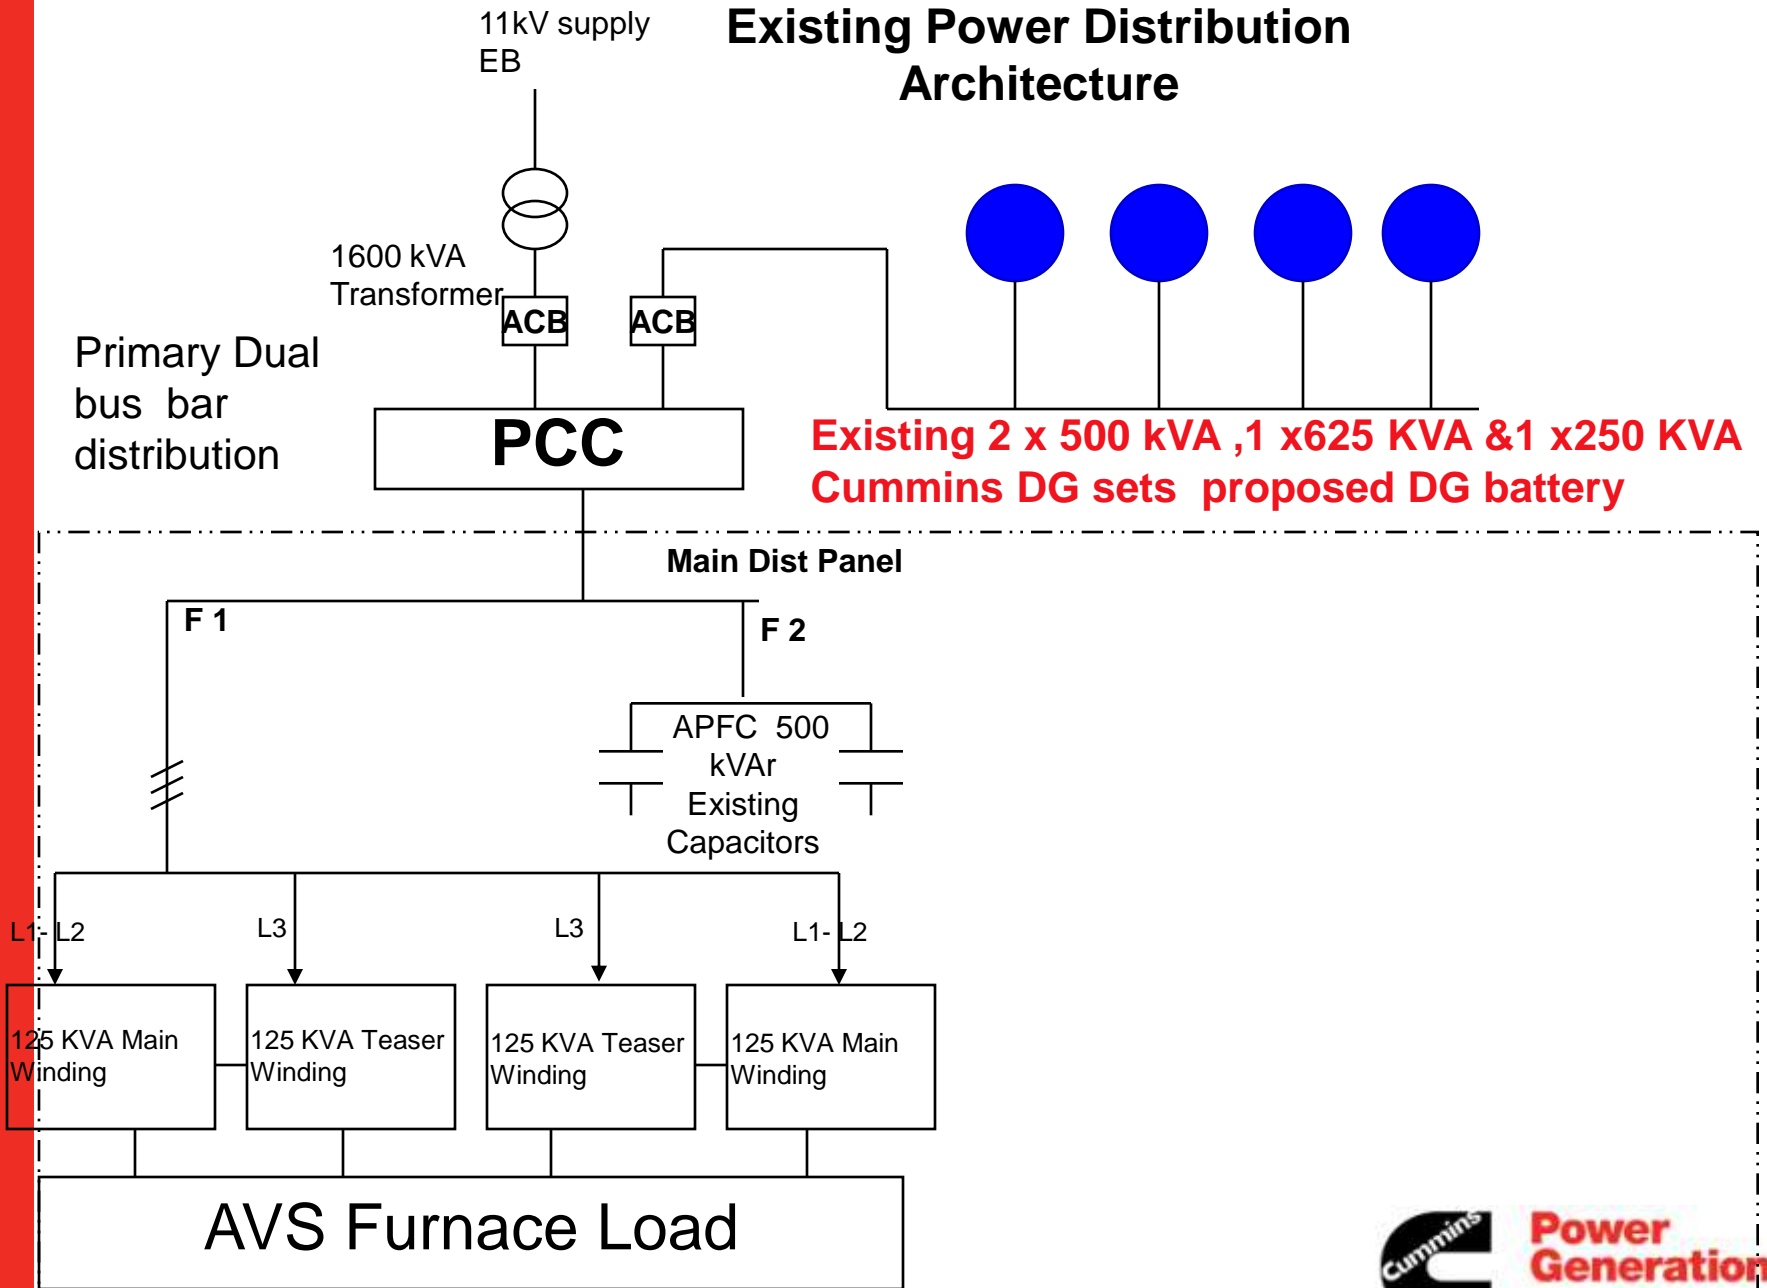 11kV supply
EB
Existing Power Distribution
Architecture
1600 kVA
Transformer
ACB
ACB
Primary Dual
bus bar
distribution
PCC
Existing 2 x 500 kVA ,1 x625 KVA &1 x250 KVA
Cummins DG sets proposed DG battery
Main Dist Panel
F 1
F 2
APFC 500
kVAr
Existing
Capacitors
L1- L2
L3
L3
L1- L2
125 KVA Main
Winding
125 KVA Teaser
Winding
125 KVA Teaser
Winding
125 KVA Main
Winding
AVS Furnace Load
Cummins
Power
Generation